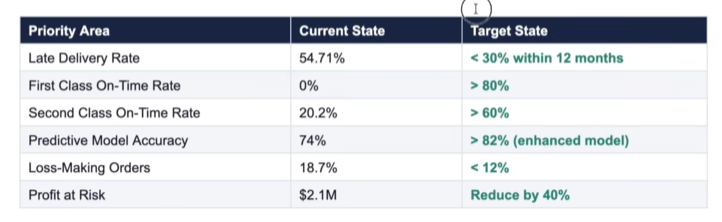 Priority Area Current State Target State
Late Delivery Rate 54.71% < 30% within 12 months
First Class On-Time Rate 0% > 80%
Second Class On-Time Rate 20.2% > 60%
Predictive Model Accuracy 74% > 82% (enhanced model)
Loss-Making Orders 18.7% < 12%
Profit at Risk $2.1M Reduce by 40%